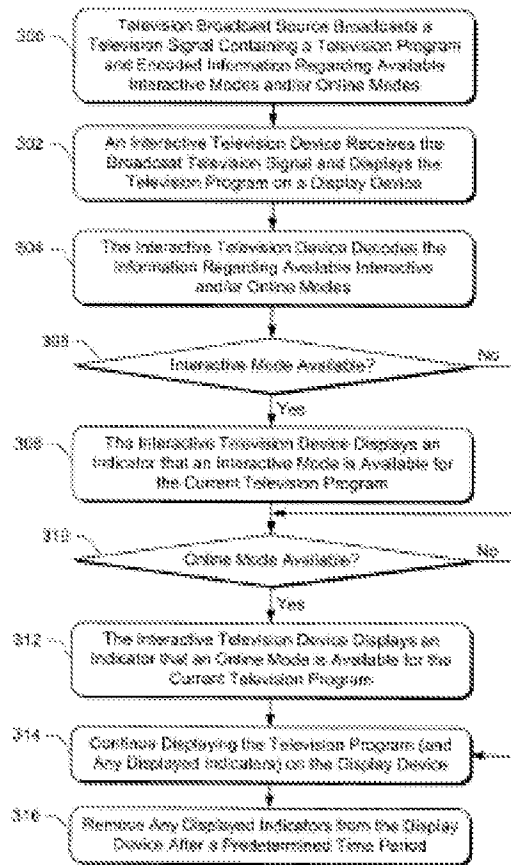 300
Television Broadcast Source Broadcasts a
Television Signal Containing a Television Program
and Encoded Information Regarding Available
Interactive Modes and/or Online Modes
302
An Interactive Television Device Receives the
Broadcast Television Signal and Displays the
Television Program on a Display Device
304
The Interactive Television Device Decodes the
Information Regarding Available Interactive
and/or Online Modes
Interactive Mode Available?
No
Yes
The Interactive Television Device Displays an
Indicator that an Interactive Mode is Available for
the Current Television Program
310
Online Mode Available?
No
Yes
312
The Interactive Television Device Displays an
Indicator that an Online Mode is Available for the
Current Television Program
314
Continue Displaying the Television Program (and
Any Displayed Indicators) on the Display Device
316
Remove Any Displayed Indicators from the Display
Device After a Predetermined Time Period